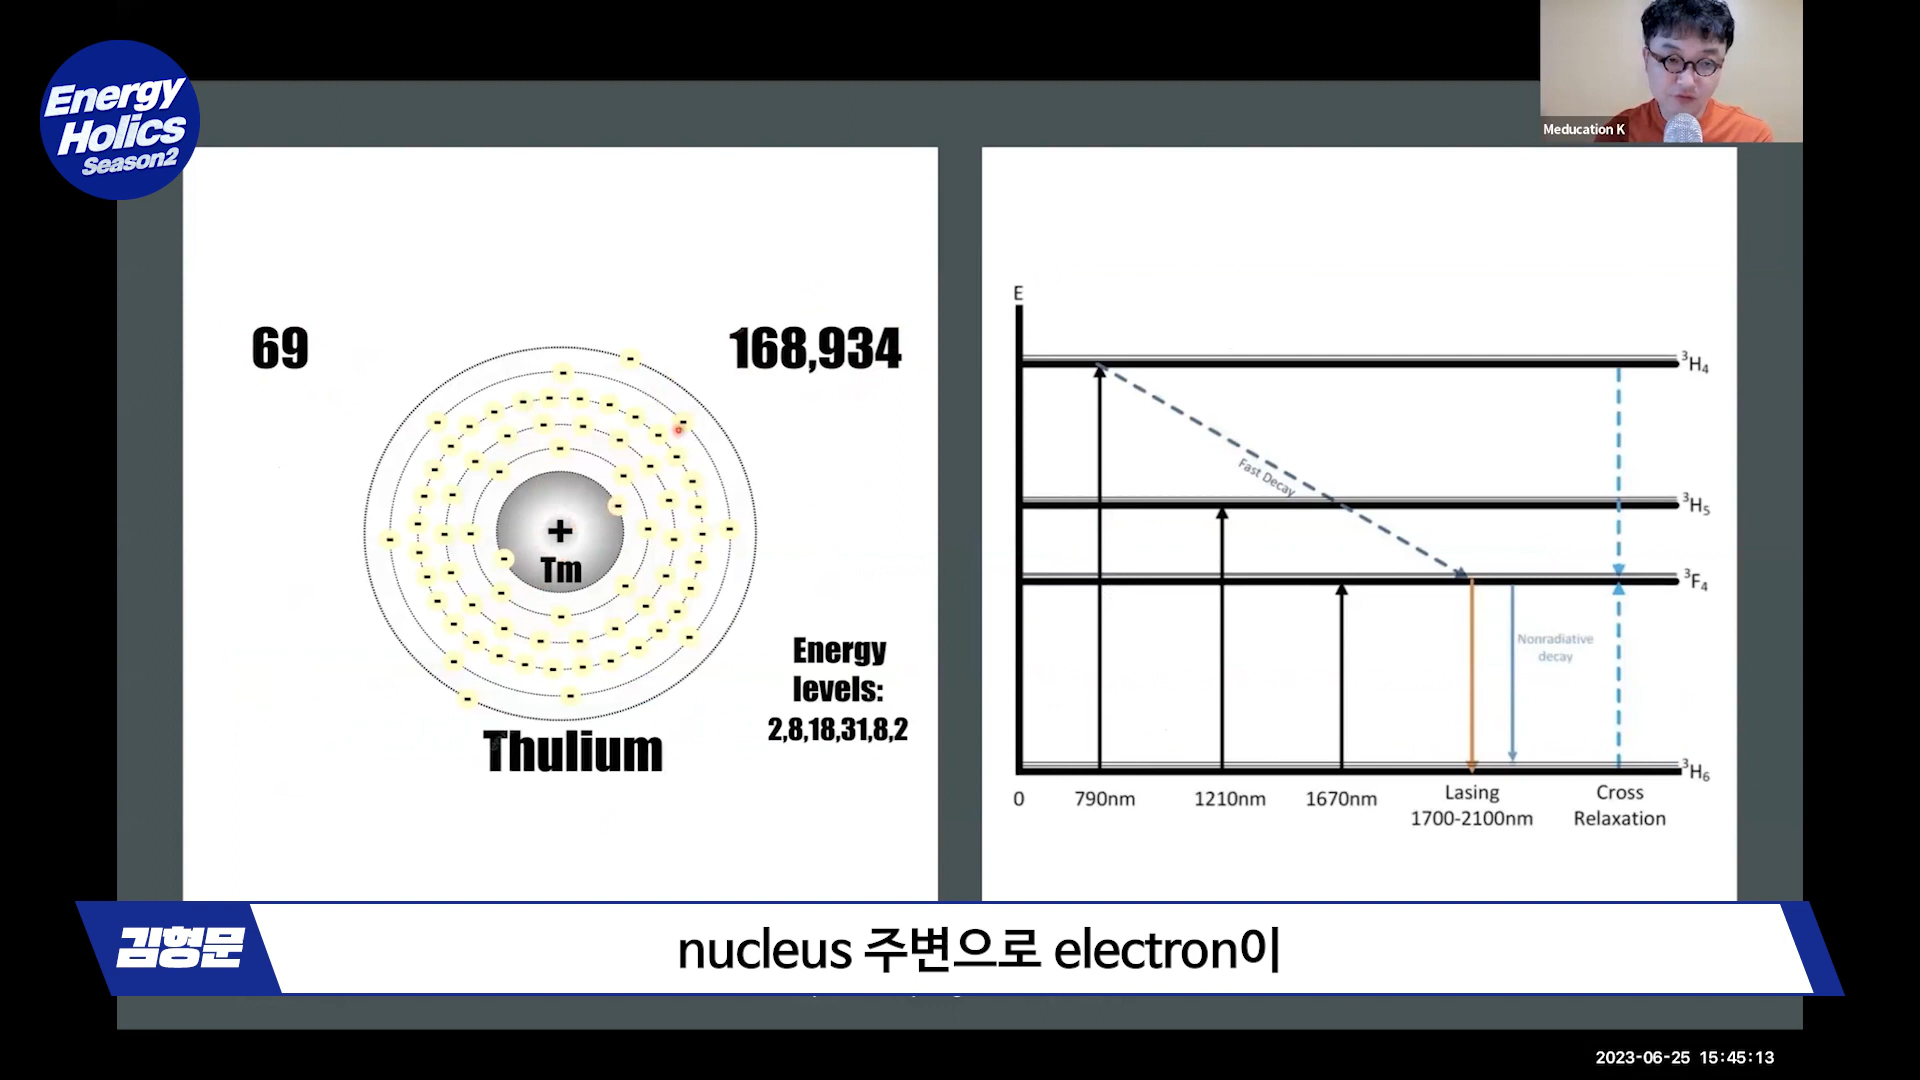 Energy
Holics
Season2
Meducation K
69
168,934
+
Tm
Energy
levels:
2,8,18,31,8,2
Thulium
E
³H₄
Fast Decay
³H₅
³F₄
Nonradiative
decay
³H₆
0
790nm
1210nm
1670nm
Lasing
1700-2100nm
Cross
Relaxation
김형문
nucleus 주변으로 electron이
2023-06-25 15:45:13